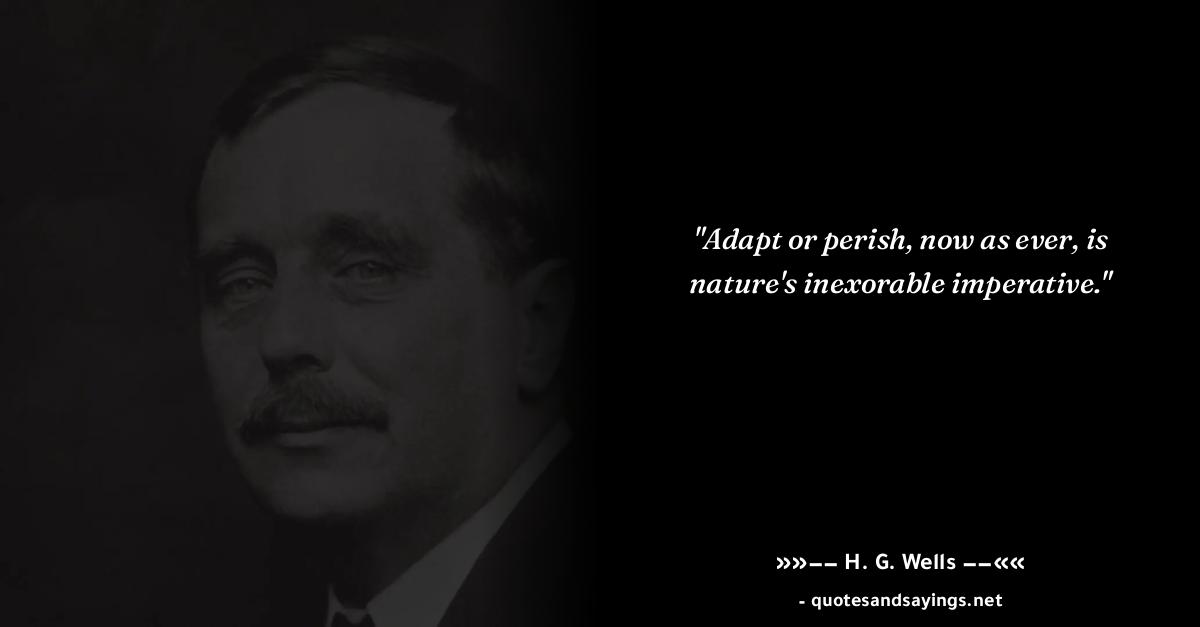 "Adapt or perish, now as ever, is
nature's inexorable imperative."
»»–– H. G. Wells ––««
- quotesandsayings.net